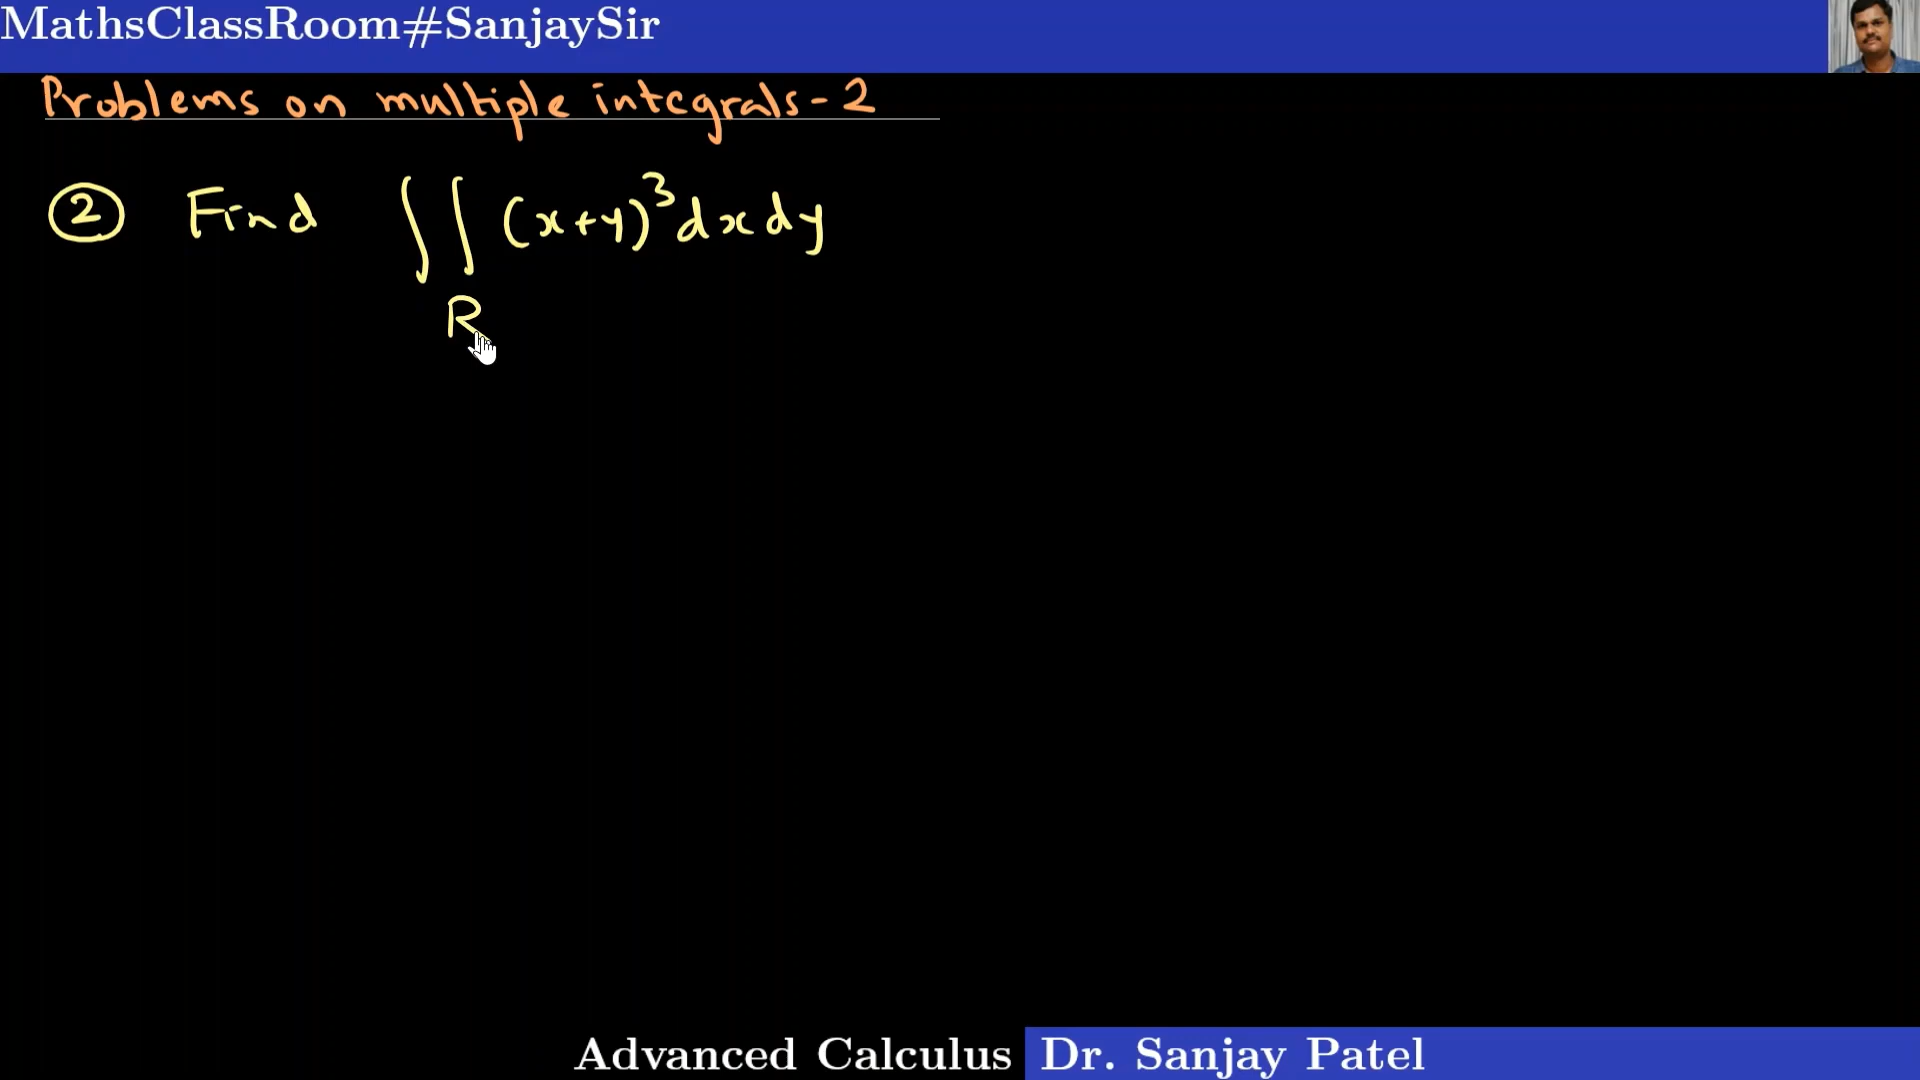 MathsClassRoom#SanjaySir
Problems on multiple integrals-2
② Find ∫∫ (x+y)³dxdy
R
Advanced Calculus Dr. Sanjay Patel